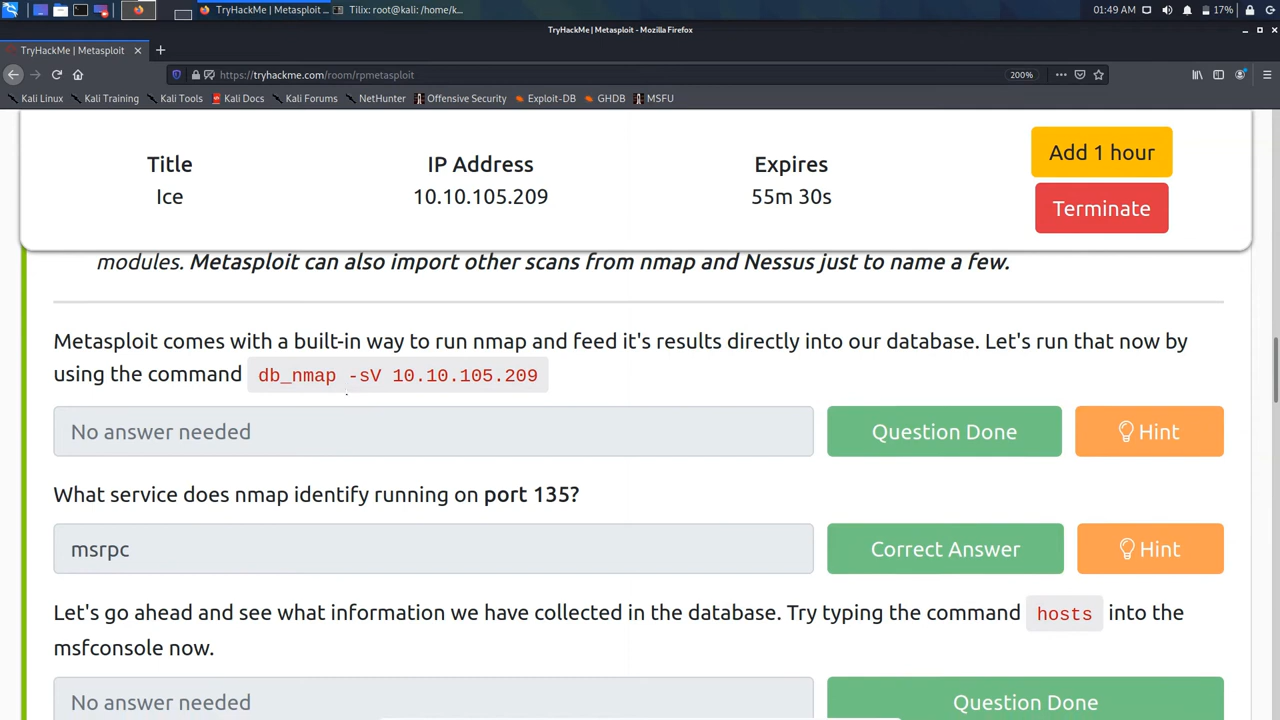 TryHackMe | Metasploit ...
Tilix: root@kali: /home/k...
01:49 AM
17%
TryHackMe | Metasploit - Mozilla Firefox
TryHackMe | Metasploit
https://tryhackme.com/room/rpmetasploit
200%
Kali Linux
Kali Training
Kali Tools
Kali Docs
Kali Forums
NetHunter
Offensive Security
Exploit-DB
GHDB
MSFU
Title
IP Address
Expires
Add 1 hour
Ice
10.10.105.209
55m 30s
Terminate
modules. Metasploit can also import other scans from nmap and Nessus just to name a few.
Metasploit comes with a built-in way to run nmap and feed it's results directly into our database. Let's run that now by
using the command db_nmap -sV 10.10.105.209
No answer needed
Question Done
Hint
What service does nmap identify running on port 135?
msrpc
Correct Answer
Hint
Let's go ahead and see what information we have collected in the database. Try typing the command hosts into the
msfconsole now.
No answer needed
Question Done